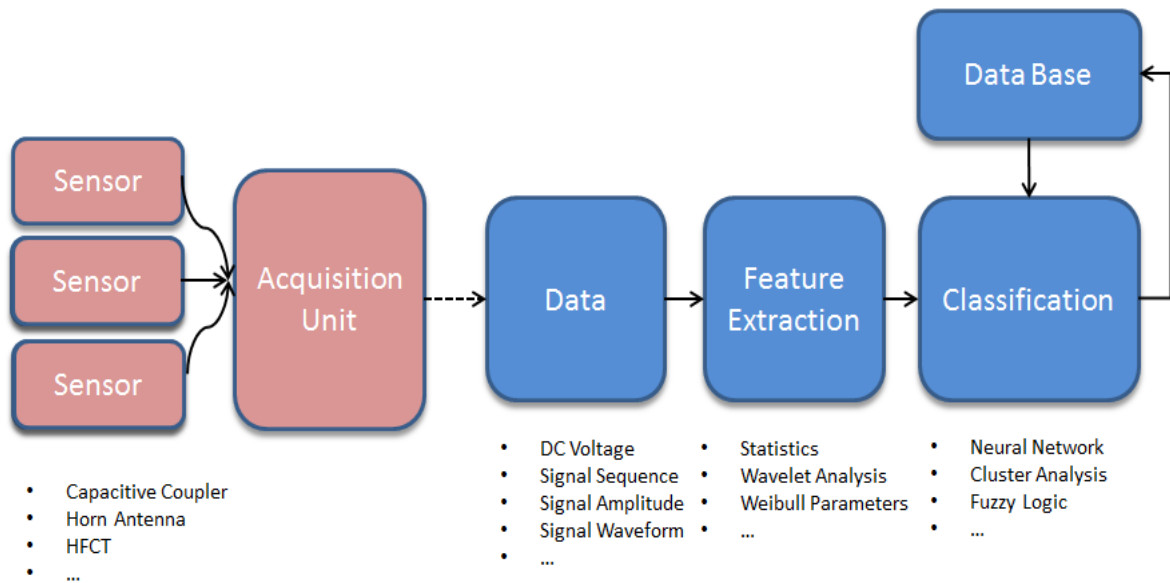 Data Base
Sensor
Sensor
Sensor
Acquisition
Unit
Data
Feature
Extraction
Classification
• Capacitive Coupler
• Horn Antenna
• HFCT
• ...
• DC Voltage
• Signal Sequence
• Signal Amplitude
• Signal Waveform
• ...
• Statistics
• Wavelet Analysis
• Weibull Parameters
• ...
• Neural Network
• Cluster Analysis
• Fuzzy Logic
• ...